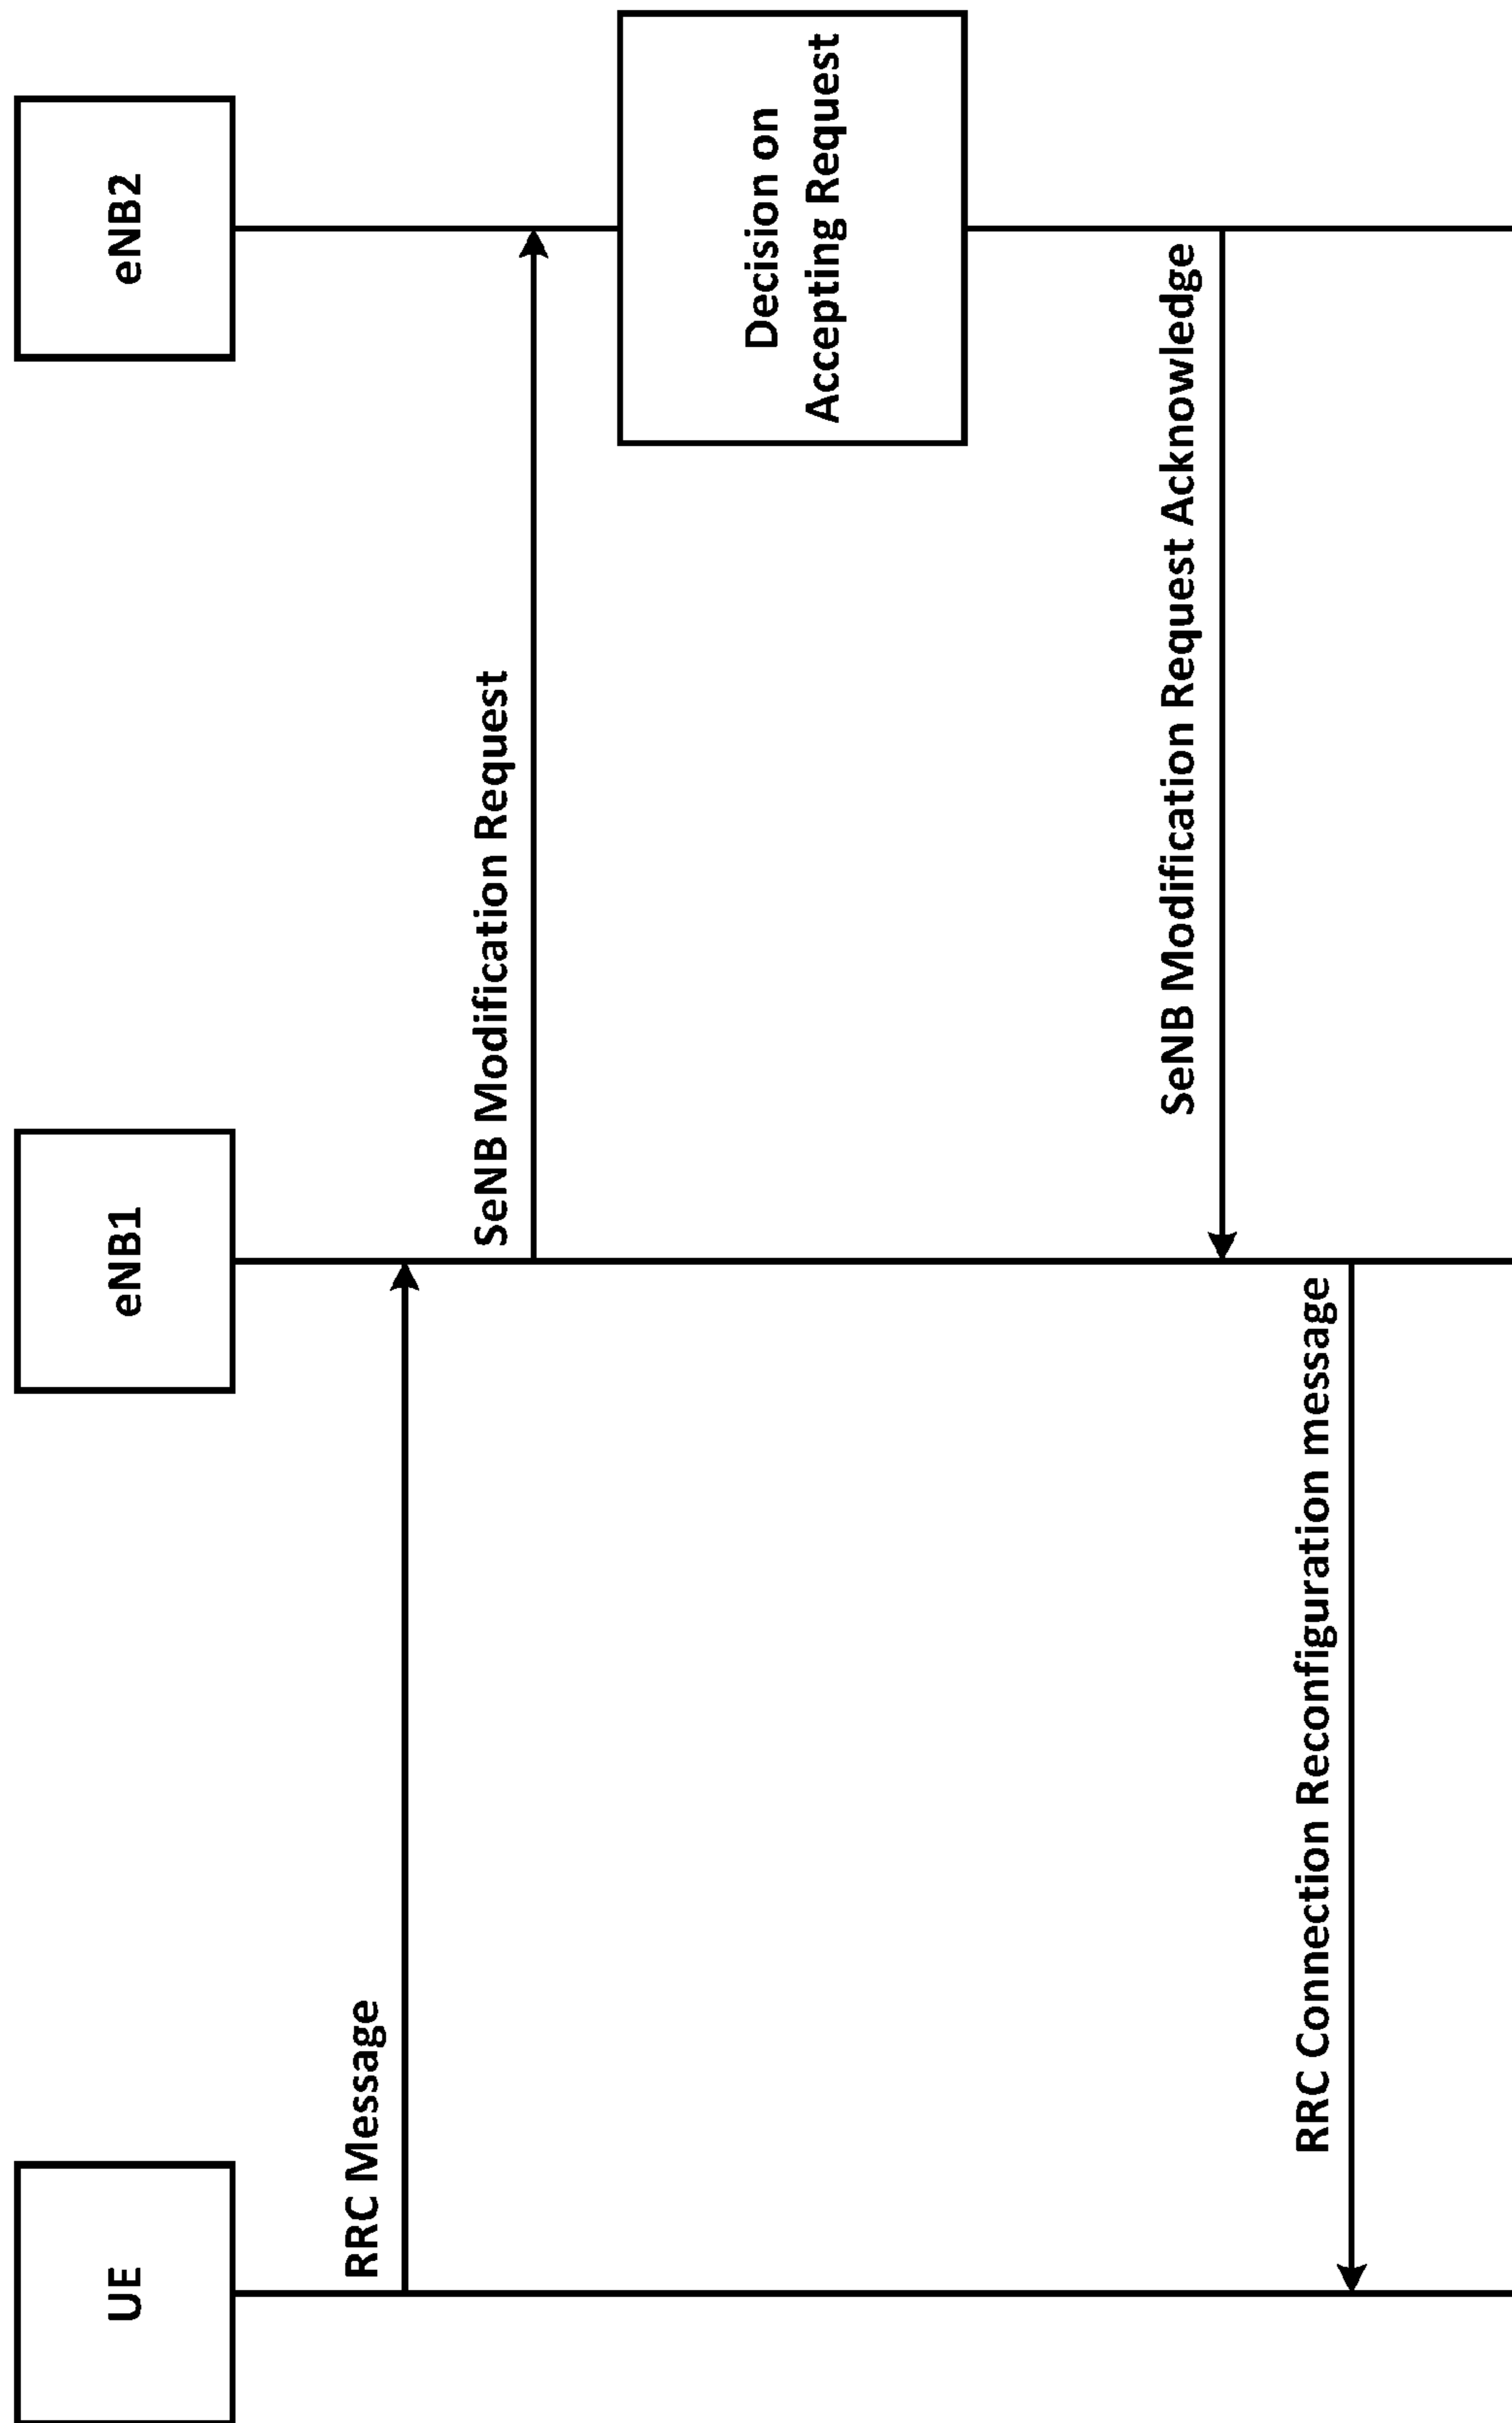 UE
eNB1
eNB2
RRC Message
SeNB Modification Request
Decision on
Accepting Request
SeNB Modification Request Acknowledge
RRC Connection Reconfiguration message